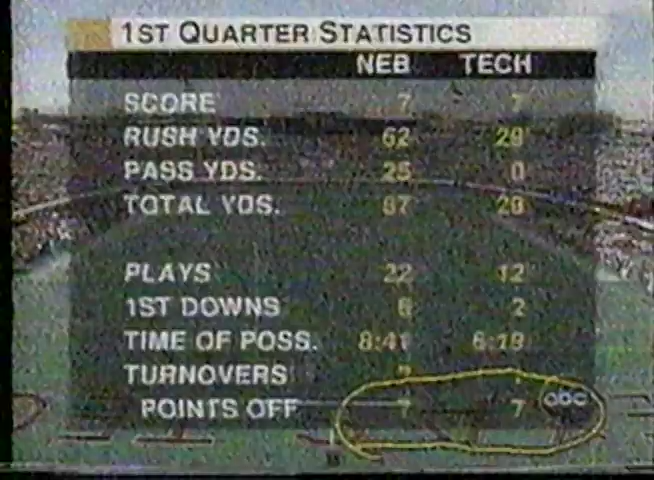 1ST QUARTER STATISTICS
NEB TECH
SCORE 7 7
RUSH YDS. 62 29
PASS YDS. 25 0
TOTAL YDS. 87 29
PLAYS 22 12
1ST DOWNS 6 2
TIME OF POSS. 8:41 6:19
TURNOVERS
POINTS OFF 7 7
abc